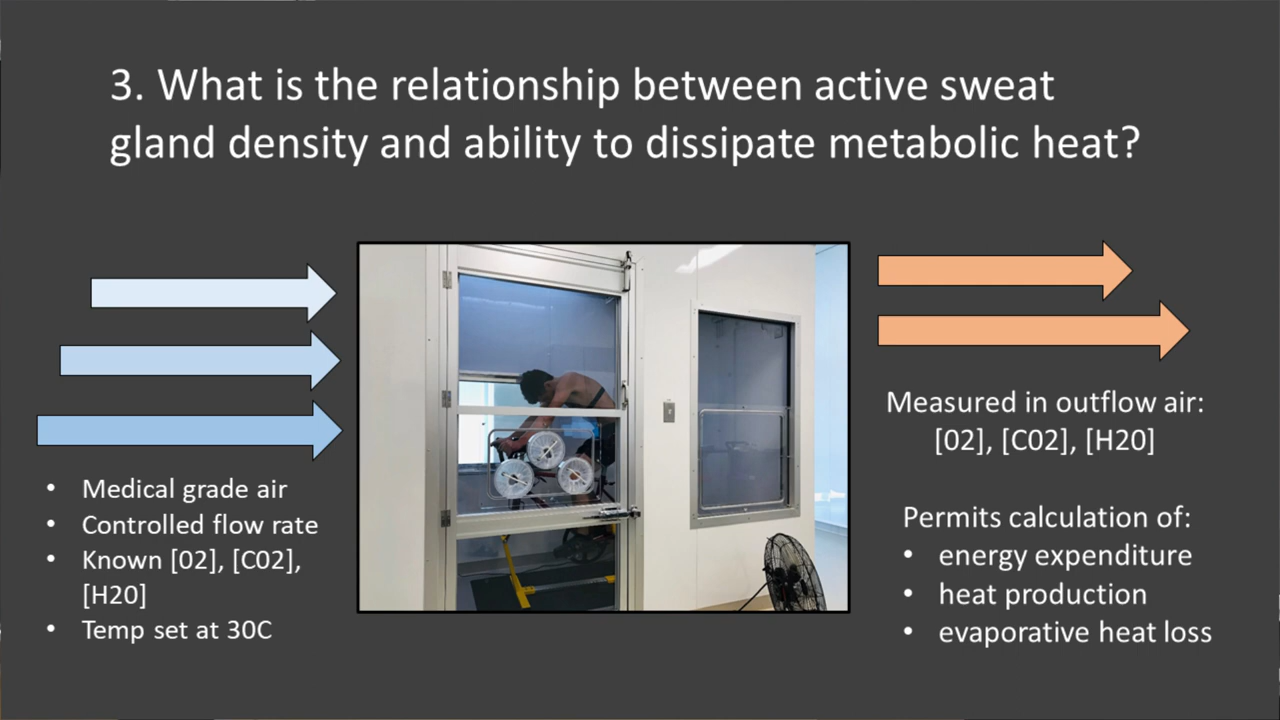 3. What is the relationship between active sweat
gland density and ability to dissipate metabolic heat?
• Medical grade air
• Controlled flow rate
• Known [02], [C02],
[H20]
• Temp set at 30C
Measured in outflow air:
[02], [C02], [H20]
Permits calculation of:
• energy expenditure
• heat production
• evaporative heat loss